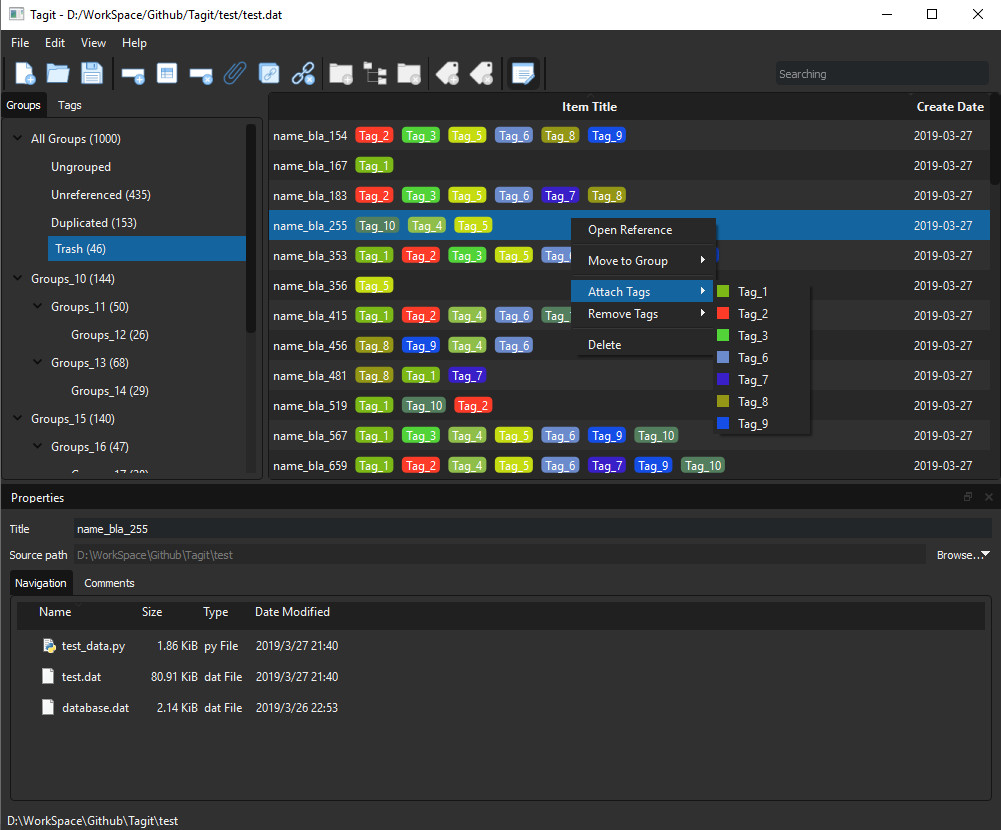 Tagit - D:/WorkSpace/Github/Tagit/test/test.dat
File Edit View Help
Searching
Groups Tags
All Groups (1000)
Ungrouped
Unreferenced (435)
Duplicated (153)
Trash (46)
Groups_10 (144)
Groups_11 (50)
Groups_12 (26)
Groups_13 (68)
Groups_14 (29)
Groups_15 (140)
Groups_16 (47)
Item Title Create Date
name_bla_154 Tag_2 Tag_3 Tag_5 Tag_6 Tag_8 Tag_9 2019-03-27
name_bla_167 Tag_1 2019-03-27
name_bla_183 Tag_2 Tag_3 Tag_5 Tag_6 Tag_7 Tag_8 2019-03-27
name_bla_255 Tag_10 Tag_4 Tag_5 2019-03-27
name_bla_353 Tag_1 Tag_2 Tag_3 Tag_5 2019-03-27
name_bla_356 Tag_5 2019-03-27
name_bla_415 Tag_1 Tag_2 Tag_4 Tag_6 2019-03-27
name_bla_456 Tag_8 Tag_9 Tag_4 Tag_6 2019-03-27
name_bla_481 Tag_8 Tag_1 Tag_7 2019-03-27
name_bla_519 Tag_1 Tag_10 Tag_2 2019-03-27
name_bla_567 Tag_1 Tag_3 Tag_4 Tag_5 Tag_6 Tag_9 Tag_10 2019-03-27
name_bla_659 Tag_1 Tag_2 Tag_4 Tag_5 Tag_6 Tag_7 Tag_9 Tag_10 2019-03-27
Open Reference
Move to Group
Attach Tags
Remove Tags
Delete
Tag_1
Tag_2
Tag_3
Tag_6
Tag_7
Tag_8
Tag_9
Properties
Title name_bla_255
Source path D:\WorkSpace\Github\Tagit\test Browse...
Navigation Comments
Name Size Type Date Modified
test_data.py 1.86 KiB py File 2019/3/27 21:40
test.dat 80.91 KiB dat File 2019/3/27 21:40
database.dat 2.14 KiB dat File 2019/3/26 22:53
D:\WorkSpace\Github\Tagit\test